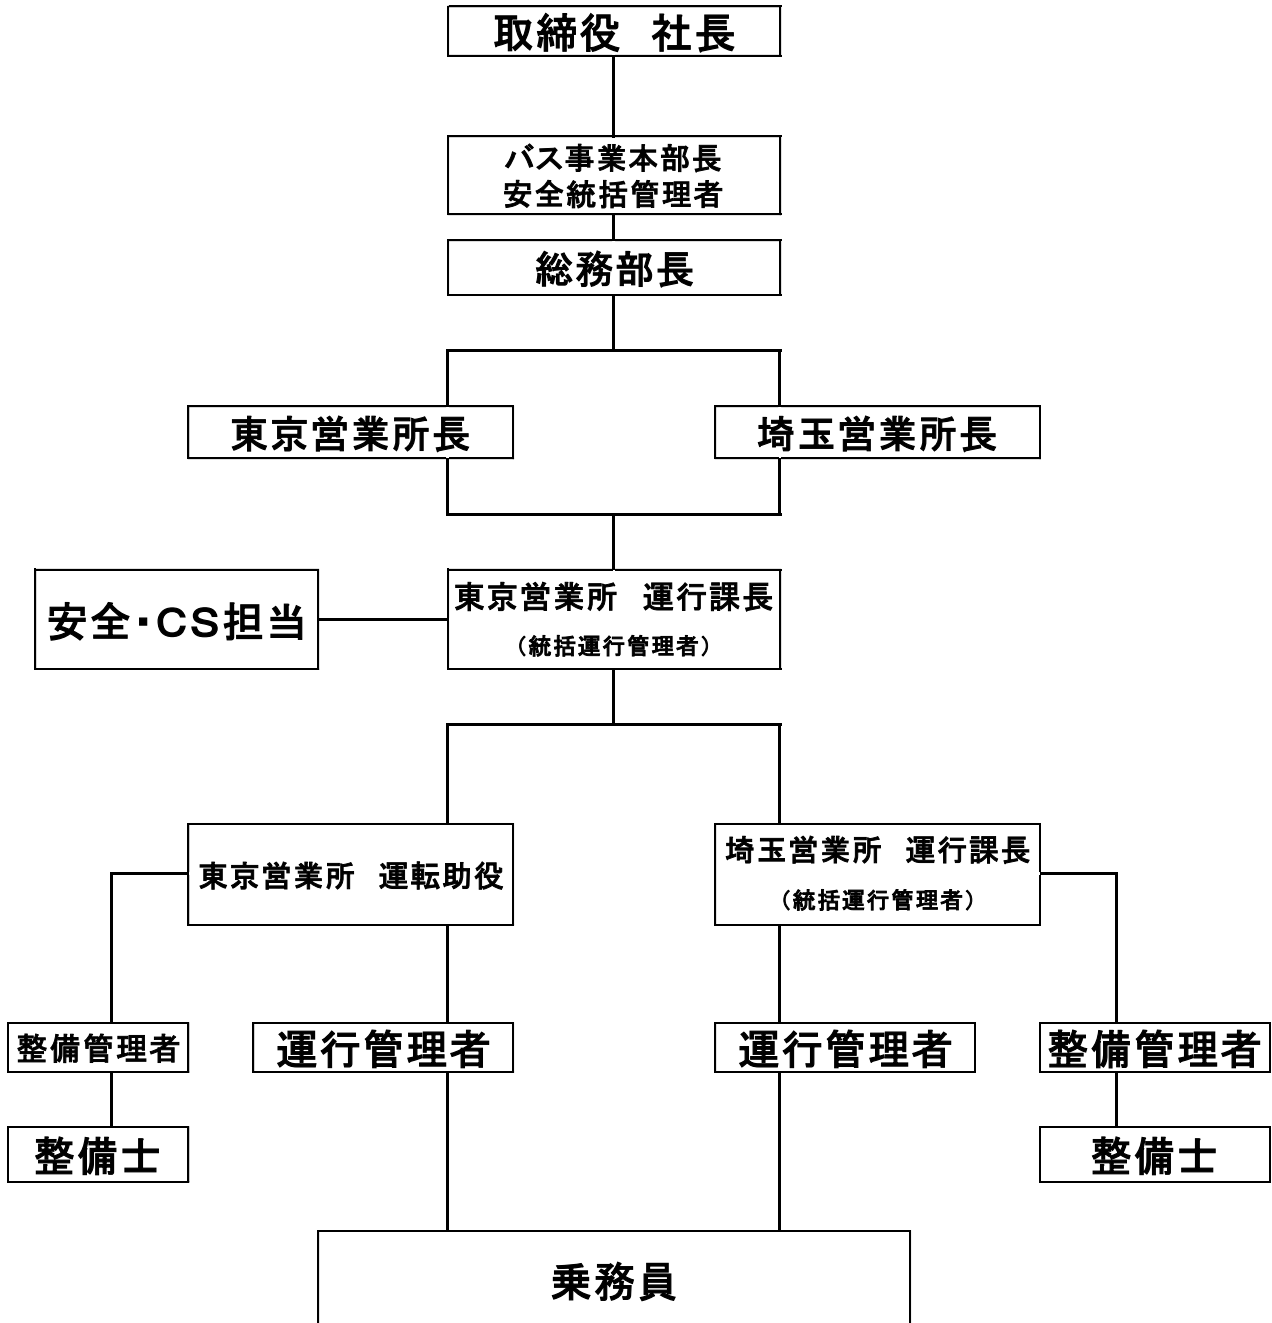 取締役　社長
バス事業本部長
安全統括管理者
総務部長
東京営業所長
埼玉営業所長
安全・CS担当
東京営業所　運行課長
（統括運行管理者）
東京営業所　運転助役
埼玉営業所　運行課長
（統括運行管理者）
整備管理者
運行管理者
運行管理者
整備管理者
整備士
整備士
乗務員